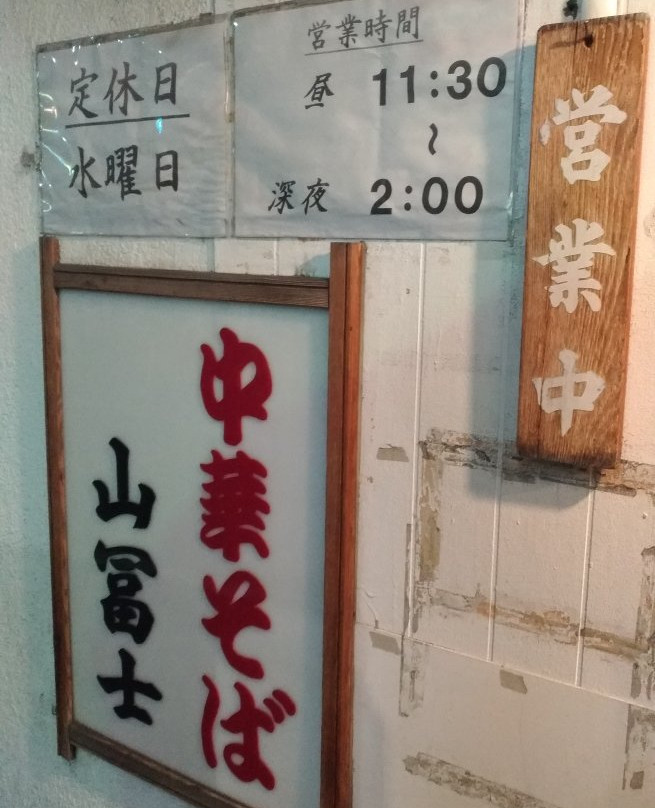 定休日
水曜日
営業時間
昼 11:30
～
深夜 2:00
営業中
中華そば
山冨士